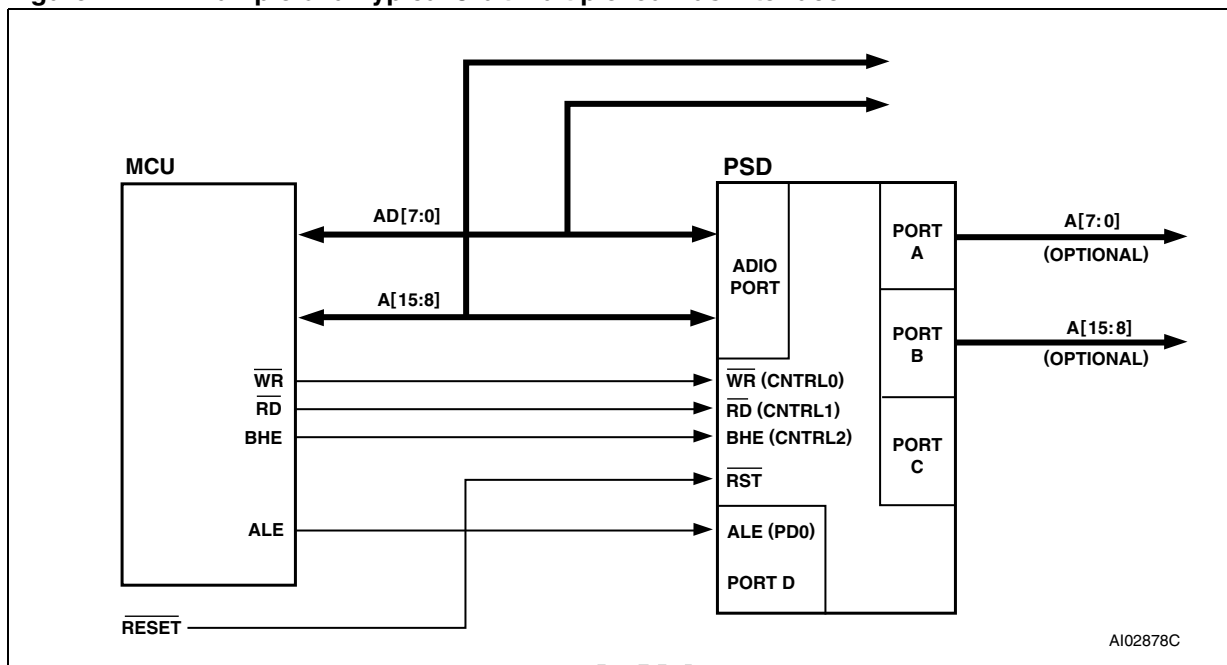 MCU
PSD
AD[7:0]
A[15:8]
ADIO
PORT
PORT
A
A[7:0]
(OPTIONAL)
PORT
B
A[15:8]
(OPTIONAL)
PORT
C
WR
RD
BHE
ALE
WR (CNTRL0)
RD (CNTRL1)
BHE (CNTRL2)
RST
ALE (PD0)
PORT D
RESET
AI02878C